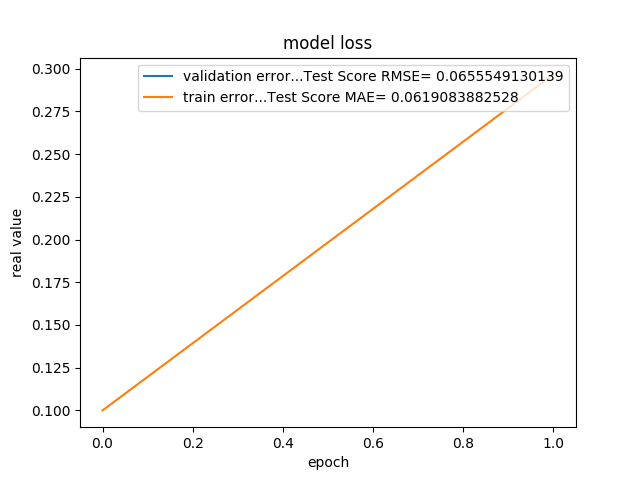 model loss
validation error...Test Score RMSE= 0.0655549130139
train error...Test Score MAE= 0.0619083882528
real value
0.300
0.275
0.250
0.225
0.200
0.175
0.150
0.125
0.100
0.0 0.2 0.4 0.6 0.8 1.0
epoch